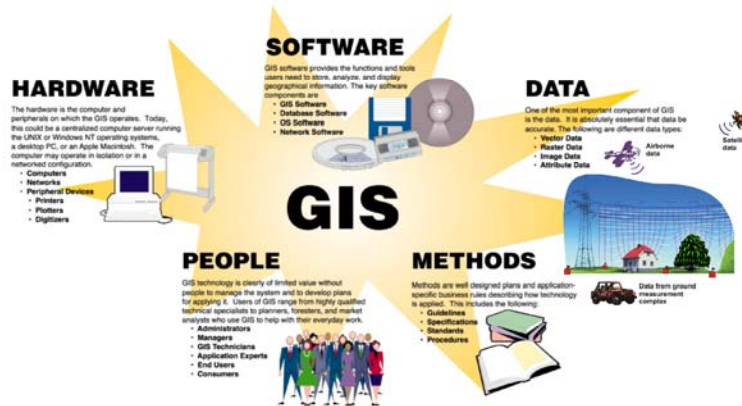 SOFTWARE
GIS software provides the functions and tools
users need to store, analyze, and display
geographical information. The key software
components are
• GIS Software
• Database Software
• OS Software
• Network Software
HARDWARE
The hardware is the computer and
peripherals on which the GIS operates. Today,
this could be a centralized computer server running
the UNIX or Windows NT operating systems,
a desktop PC, or an Apple Macintosh. The
computer may operate in isolation or in a
networked configuration.
• Computers
• Networks
• Peripheral Devices
• Printers
• Plotters
• Digitizers
DATA
One of the most important component of GIS
is the data. It is absolutely essential that data be
accurate. The following are different data types:
• Vector Data
• Raster Data
• Image Data
• Attribute Data
Airborne
data
Satell
data
GIS
PEOPLE
GIS technology is clearly of limited value without
people to manage the system and to develop plans
for applying it. Users of GIS range from highly qualified
technical specialists to planners, foresters, and market
analysts who use GIS to help with their everyday work.
• Administrators
• Managers
• GIS Technicians
• Application Experts
• End Users
• Consumers
METHODS
Methods are well designed plans and application-
specific business rules describing how technology
is applied. This includes the following:
• Guidelines
• Specifications
• Standards
• Procedures
Data from ground
measurement
complex